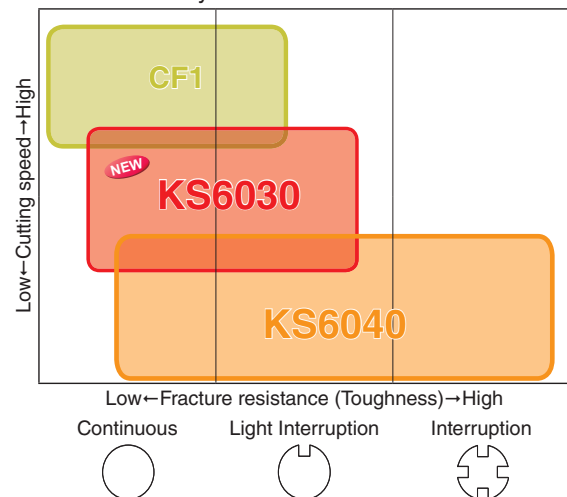 CF1
NEW
KS6030
KS6040
Low←Cutting speed→High
Low←Fracture resistance (Toughness)→High
Continuous Light Interruption Interruption